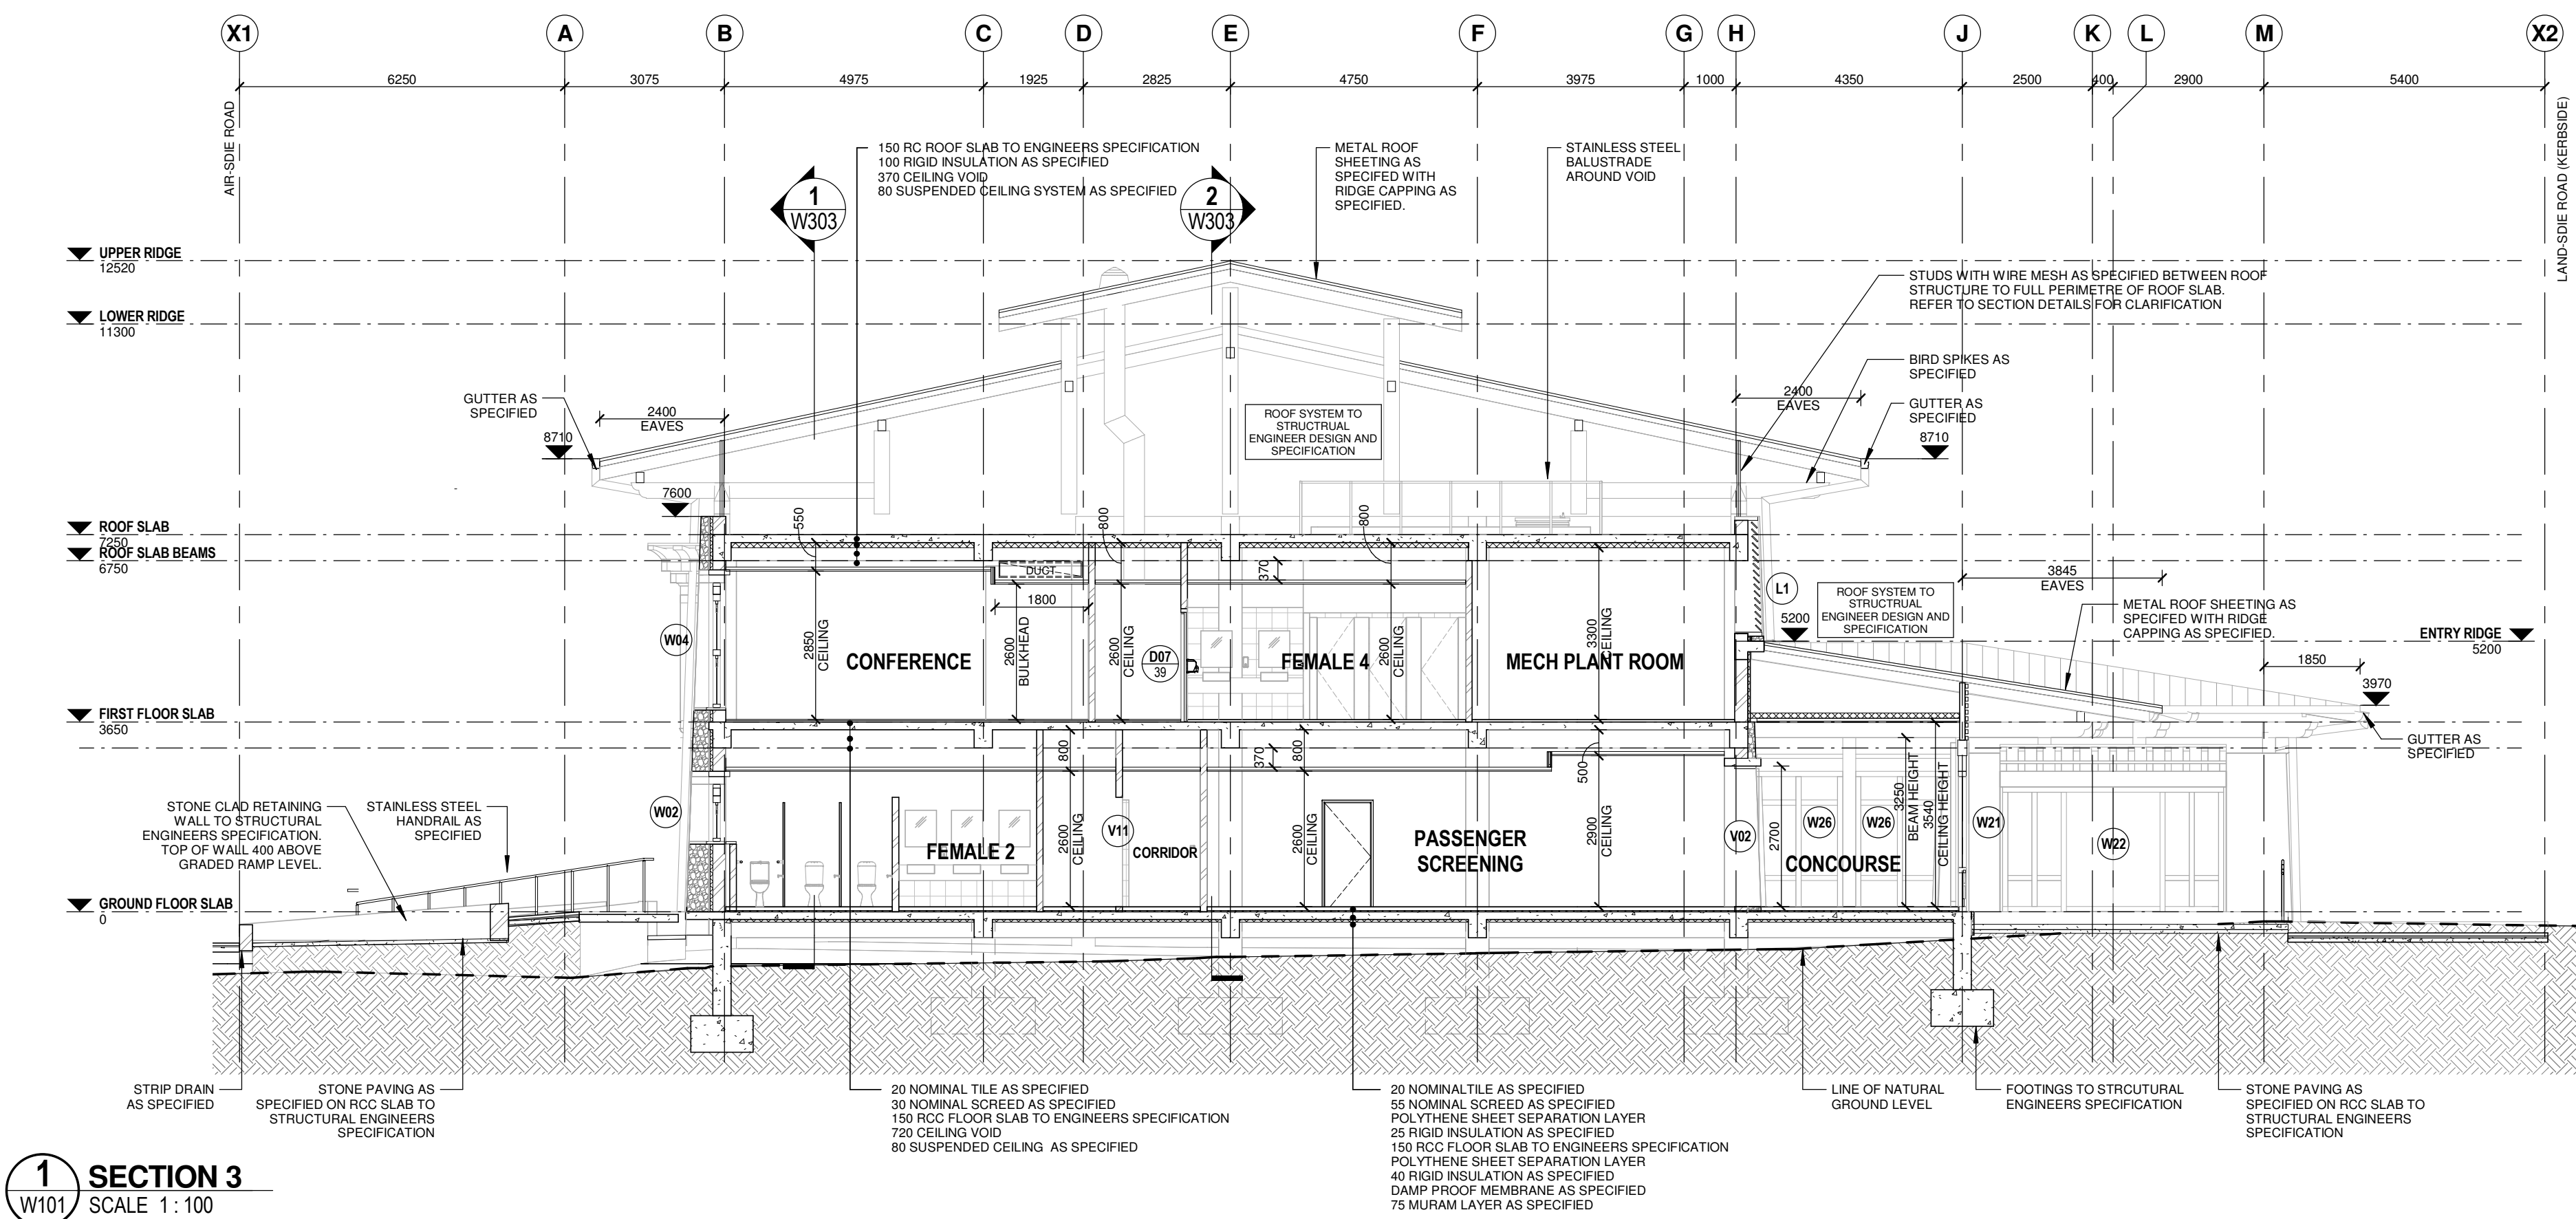 X1 A B C D E F G H J K L M X2
6250 3075 4975 1925 2825 4750 3975 1000 4350 2500 400 2900 5400
AIR-SDIE ROAD
LAND-SDIE ROAD (KERBSIDE)
150 RC ROOF SLAB TO ENGINEERS SPECIFICATION
100 RIGID INSULATION AS SPECIFIED
370 CEILING VOID
80 SUSPENDED CEILING SYSTEM AS SPECIFIED
METAL ROOF
SHEETING AS
SPECIFED WITH
RIDGE CAPPING AS
SPECIFIED.
STAINLESS STEEL
BALUSTRADE
AROUND VOID
1
W303
2
W303
UPPER RIDGE
12520
STUDS WITH WIRE MESH AS SPECIFIED BETWEEN ROOF
STRUCTURE TO FULL PERIMETRE OF ROOF SLAB.
REFER TO SECTION DETAILS FOR CLARIFICATION
LOWER RIDGE
11300
BIRD SPIKES AS
SPECIFIED
GUTTER AS
SPECIFIED
2400
EAVES
8710
ROOF SYSTEM TO
STRUCTRUAL
ENGINEER DESIGN AND
SPECIFICATION
2400
EAVES
GUTTER AS
SPECIFIED
8710
7600
550
800
800
ROOF SLAB
7250
ROOF SLAB BEAMS
6750
DUCT
370
1800
2850
CEILING
2600
BULKHEAD
2600
CEILING
2600
CEILING
3300
CEILING
W04
CONFERENCE
D07
39
FEMALE 4
MECH PLANT ROOM
L1
5200
ROOF SYSTEM TO
STRUCTRUAL
ENGINEER DESIGN AND
SPECIFICATION
3845
EAVES
METAL ROOF SHEETING AS
SPECIFED WITH RIDGE
CAPPING AS SPECIFIED.
ENTRY RIDGE
5200
1850
3970
FIRST FLOOR SLAB
3650
800
370
800
500
GUTTER AS
SPECIFIED
STONE CLAD RETAINING
WALL TO STRUCTURAL
ENGINEERS SPECIFICATION.
TOP OF WALL 400 ABOVE
GRADED RAMP LEVEL.
STAINLESS STEEL
HANDRAIL AS
SPECIFIED
W02
FEMALE 2
2600
CEILING
V11
CORRIDOR
2600
CEILING
PASSENGER
SCREENING
2900
CEILING
V02
2700
W26
W26
CONCOURSE
3250
BEAM HEIGHT
3540
CEILING HEIGHT
W21
W22
GROUND FLOOR SLAB
0
STRIP DRAIN
AS SPECIFIED
STONE PAVING AS
SPECIFIED ON RCC SLAB TO
STRUCTURAL ENGINEERS
SPECIFICATION
20 NOMINAL TILE AS SPECIFIED
30 NOMINAL SCREED AS SPECIFIED
150 RCC FLOOR SLAB TO ENGINEERS SPECIFICATION
720 CEILING VOID
80 SUSPENDED CEILING AS SPECIFIED
20 NOMINALTILE AS SPECIFIED
55 NOMINAL SCREED AS SPECIFIED
POLYTHENE SHEET SEPARATION LAYER
25 RIGID INSULATION AS SPECIFIED
150 RCC FLOOR SLAB TO ENGINEERS SPECIFICATION
POLYTHENE SHEET SEPARATION LAYER
40 RIGID INSULATION AS SPECIFIED
DAMP PROOF MEMBRANE AS SPECIFIED
75 MURAM LAYER AS SPECIFIED
LINE OF NATURAL
GROUND LEVEL
FOOTINGS TO STRCUTURAL
ENGINEERS SPECIFICATION
STONE PAVING AS
SPECIFIED ON RCC SLAB TO
STRUCTURAL ENGINEERS
SPECIFICATION
1
W101
SECTION 3
SCALE 1 : 100